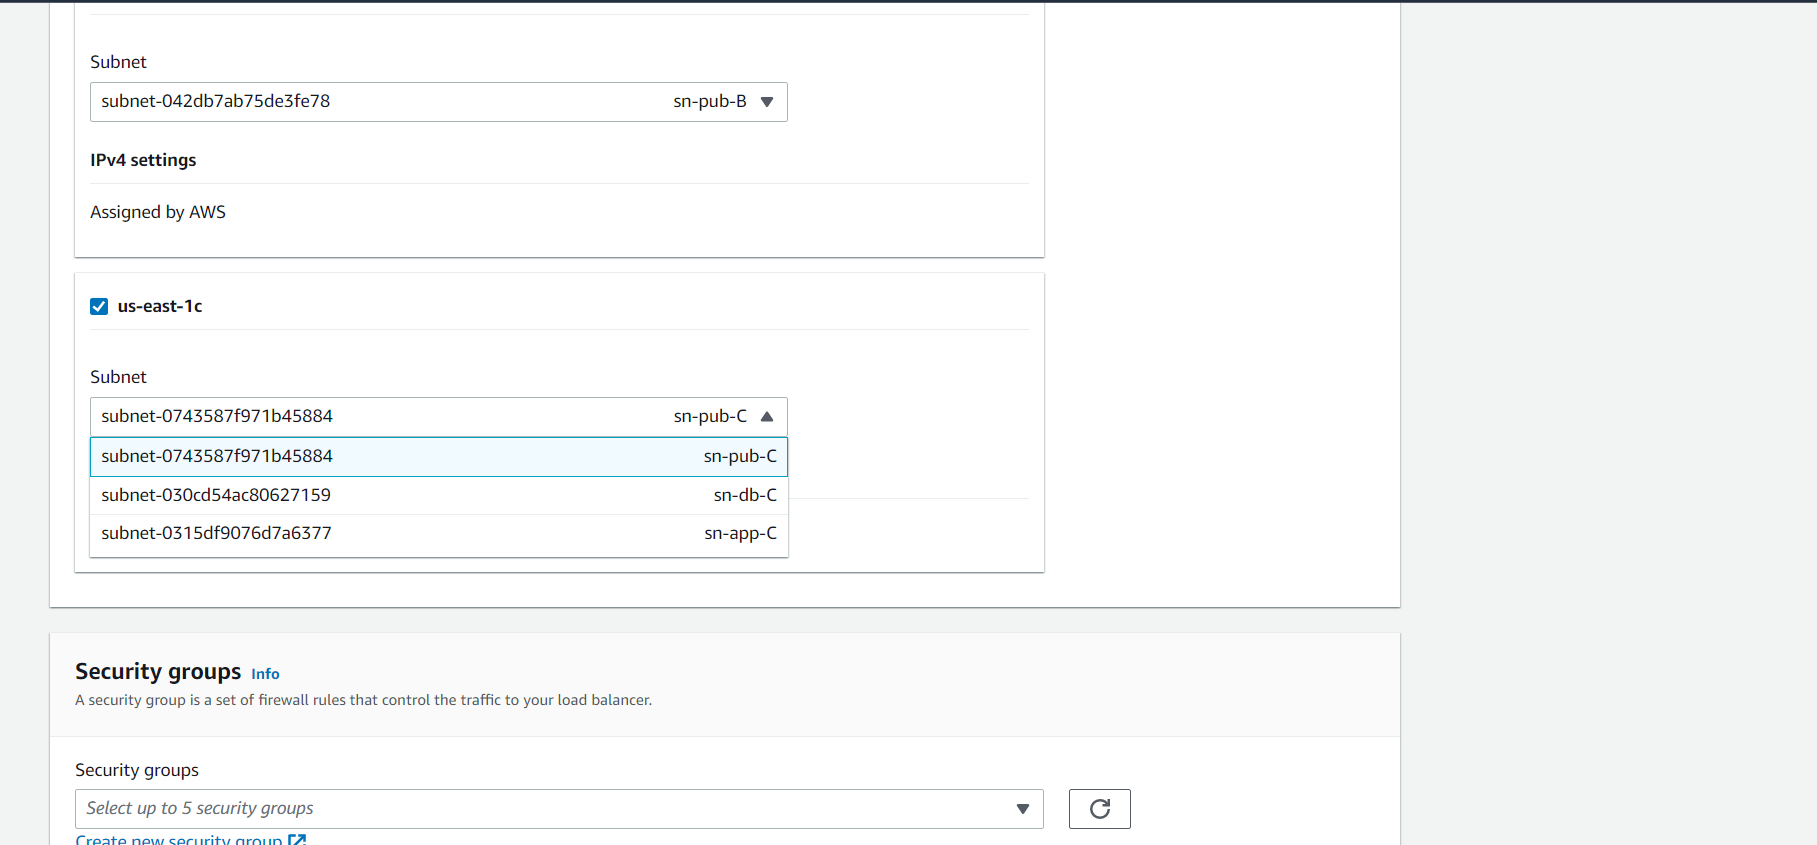 Subnet
subnet-042db7ab75de3fe78 sn-pub-B
IPv4 settings
Assigned by AWS
us-east-1c
Subnet
subnet-0743587f971b45884 sn-pub-C
subnet-0743587f971b45884 sn-pub-C
subnet-030cd54ac80627159 sn-db-C
subnet-0315df9076d7a6377 sn-app-C
Security groups Info
A security group is a set of firewall rules that control the traffic to your load balancer.
Security groups
Select up to 5 security groups
Create new security group